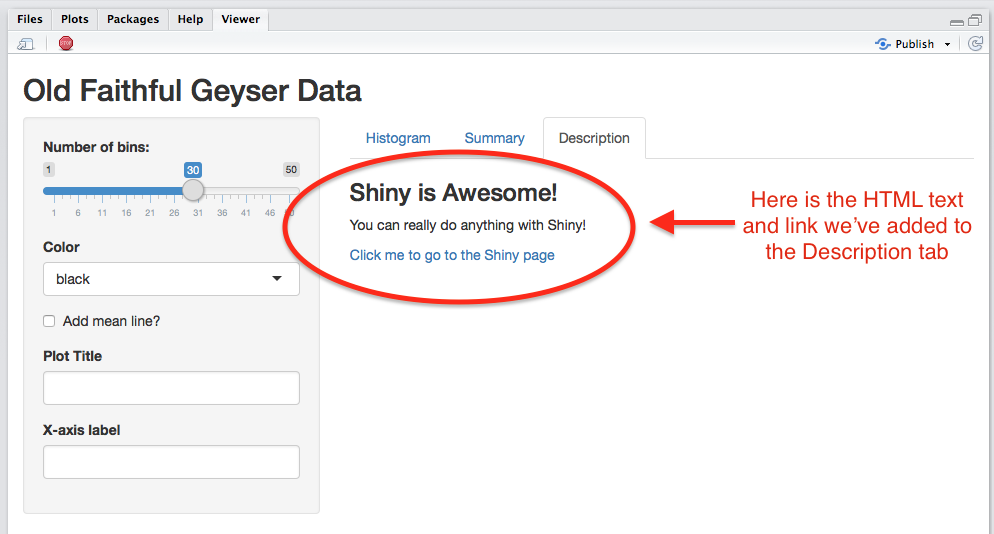 Files Plots Packages Help Viewer
STOP
Publish
Old Faithful Geyser Data
Number of bins:
1 30 50
1 6 11 16 21 26 31 36 41 46 50
Color
black
Add mean line?
Plot Title
X-axis label
Histogram Summary Description
Shiny is Awesome!
You can really do anything with Shiny!
Click me to go to the Shiny page
Here is the HTML text
and link we've added to
the Description tab